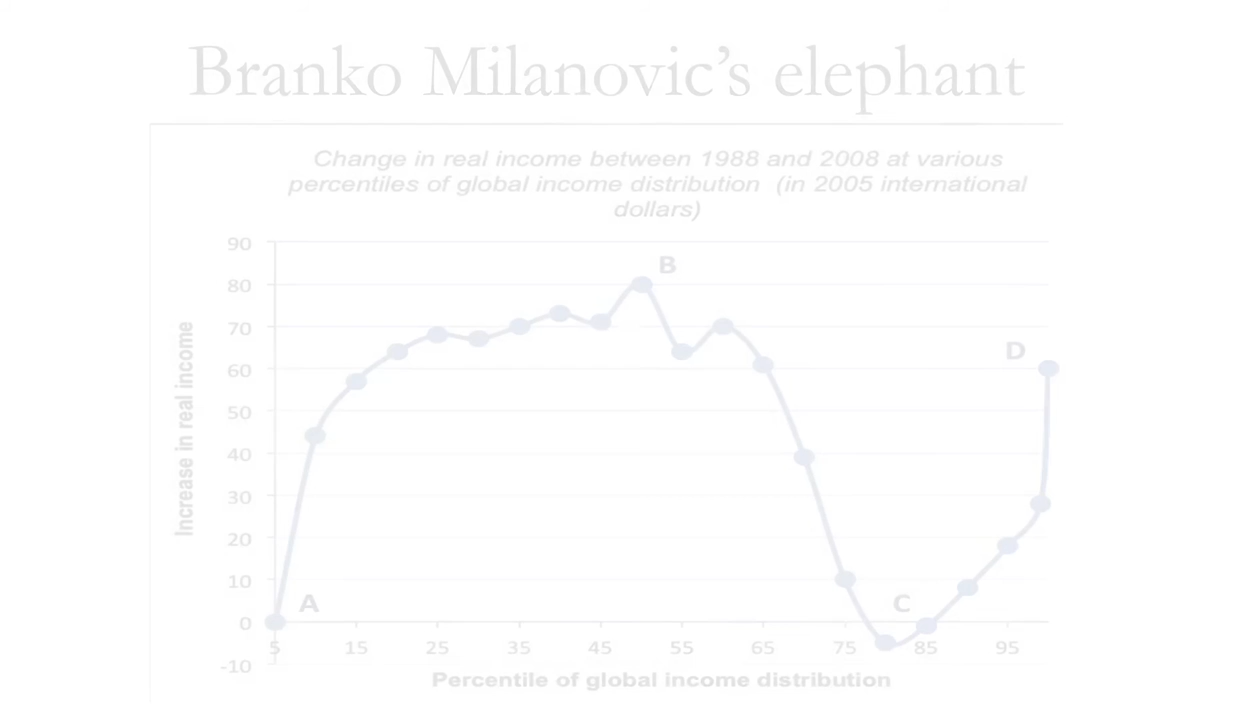 Branko Milanovic’s elephant
Change in real income between 1988 and 2008 at various
percentiles of global income distribution (in 2005 international
dollars)
90
B
80
70
D
60
50
40
30
20
10
A
C
0
5 15 25 35 45 55 65 75 85 95
-10
Increase in real income
Percentile of global income distribution